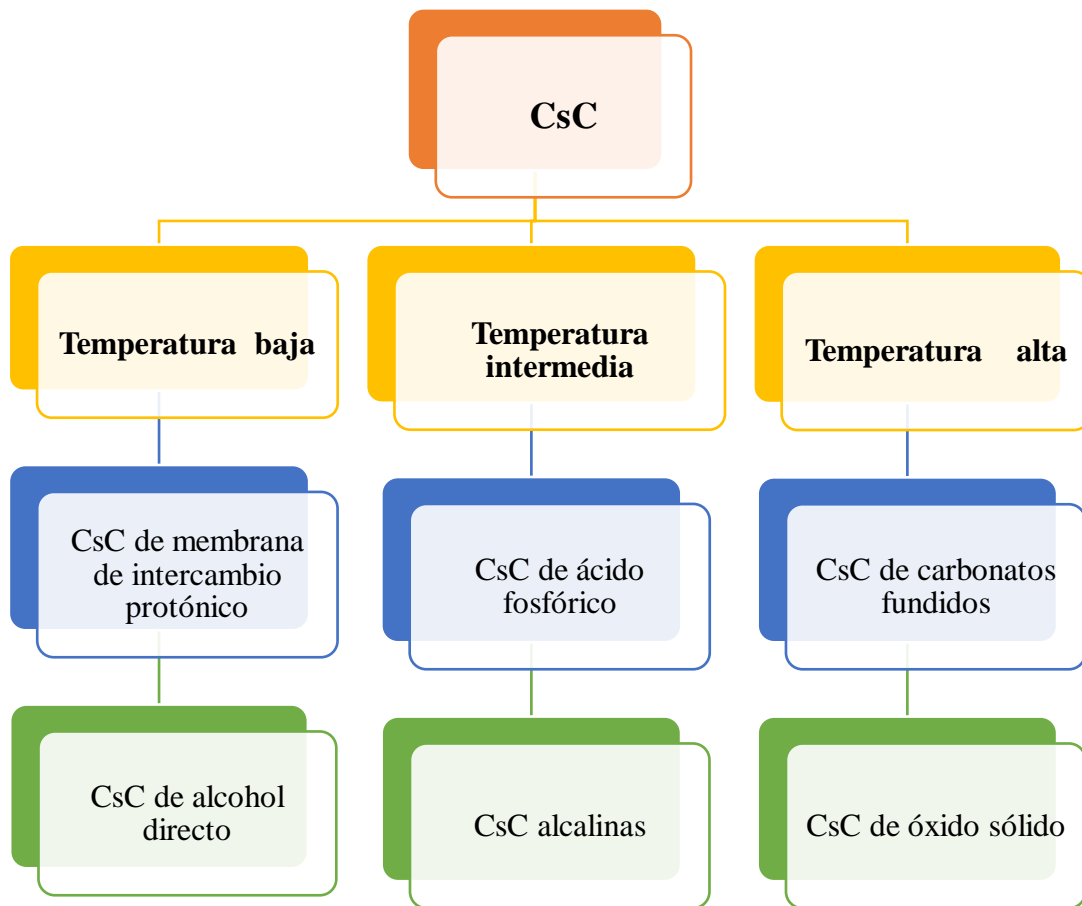 CsC
Temperatura baja
Temperatura
intermedia
Temperatura alta
CsC de membrana
de intercambio
protónico
CsC de ácido
fosfórico
CsC de carbonatos
fundidos
CsC de alcohol
directo
CsC alcalinas
CsC de óxido sólido